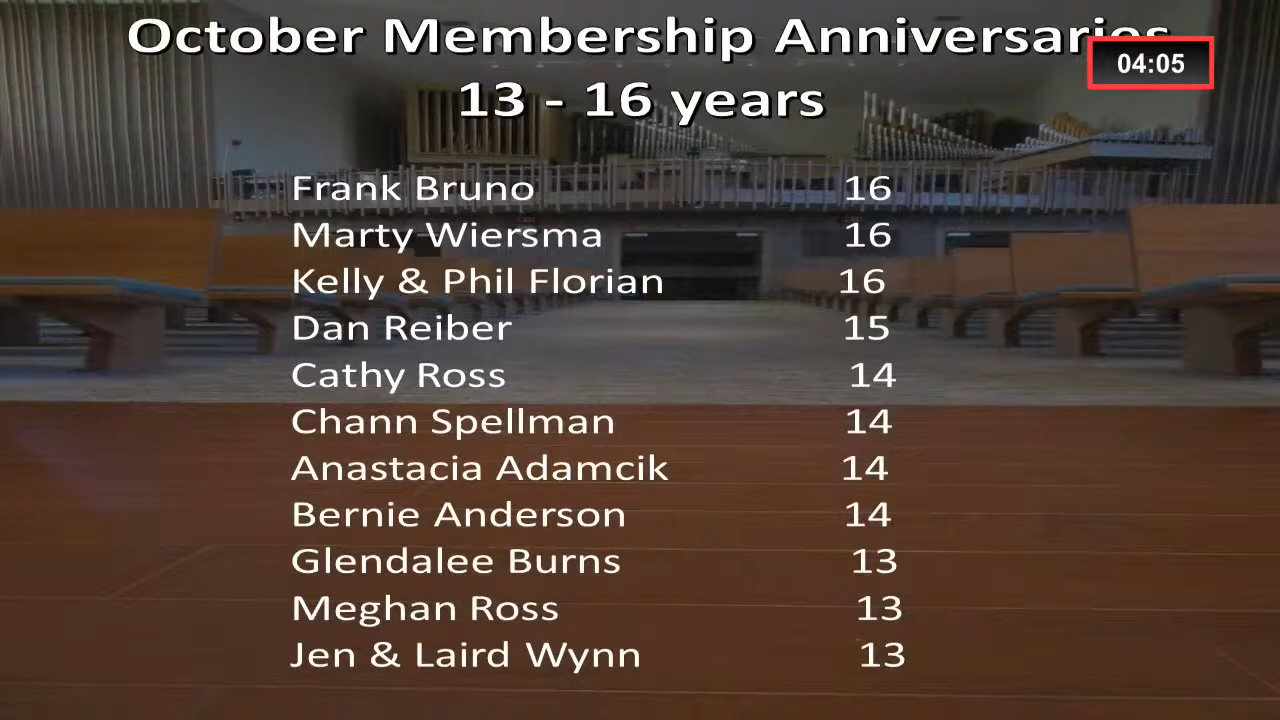 October Membership Anniversaries
04:05
13 - 16 years
Frank Bruno 16
Marty Wiersma 16
Kelly & Phil Florian 16
Dan Reiber 15
Cathy Ross 14
Chann Spellman 14
Anastacia Adamcik 14
Bernie Anderson 14
Glendalee Burns 13
Meghan Ross 13
Jen & Laird Wynn 13